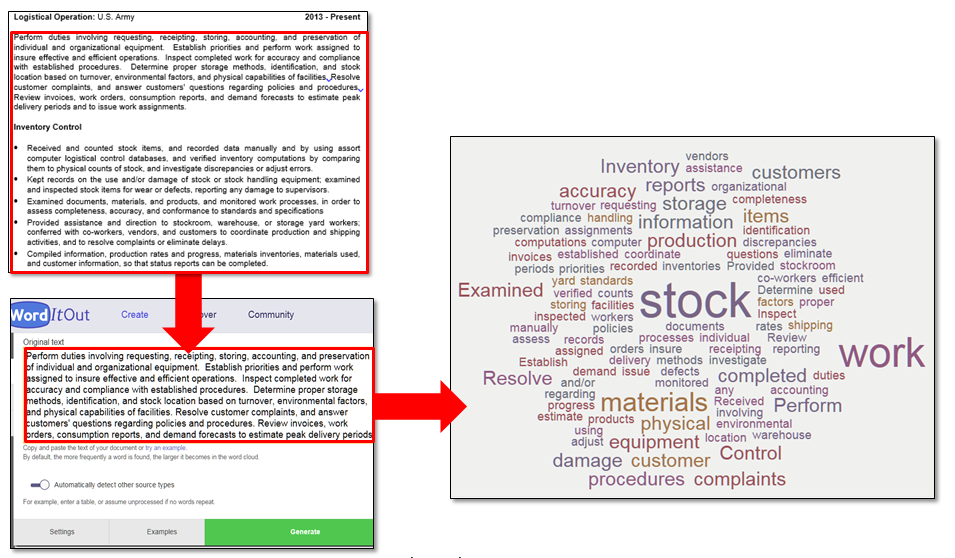 Logistical Operation: U.S. Army 2013 - Present
Perform duties involving requesting, receipting, storing, accounting, and preservation of
individual and organizational equipment. Establish priorities and perform work assigned to
insure effective and efficient operations. Inspect completed work for accuracy and compliance
with established procedures. Determine proper storage methods, identification, and stock
location based on turnover, environmental factors, and physical capabilities of facilities. Resolve
customer complaints, and answer customers' questions regarding policies and procedures.
Review invoices, work orders, consumption reports, and demand forecasts to estimate peak
delivery periods and to issue work assignments.
Inventory Control
• Received and counted stock items, and recorded data manually and by using assort
computer logistical control databases, and verified inventory computations by comparing
them to physical counts of stock, and investigate discrepancies or adjust errors.
• Kept records on the use and/or damage of stock or stock handling equipment; examined
and inspected stock items for wear or defects, reporting any damage to supervisors.
• Examined documents, materials, and products, and monitored work processes, in order to
assess completeness, accuracy, and conformance to standards and specifications
• Provided assistance and direction to stockroom, warehouse, or storage yard workers;
conferred with co-workers, vendors, and customers to coordinate production and shipping
activities, and to resolve complaints or eliminate delays.
• Compiled information, production rates and progress, materials inventories, materials used,
and customer information, so that status reports can be completed.
WordItOut Create over Community
Original text
Perform duties involving requesting, receipting, storing, accounting, and preservation
of individual and organizational equipment. Establish priorities and perform work
assigned to insure effective and efficient operations. Inspect completed work for
accuracy and compliance with established procedures. Determine proper storage
methods, identification, and stock location based on turnover, environmental factors,
and physical capabilities of facilities. Resolve customer complaints, and answer
customers' questions regarding policies and procedures. Review invoices, work
orders, consumption reports, and demand forecasts to estimate peak delivery periods
Copy and paste the text of your document or try an example.
By default, the more frequently a word is found, the larger it becomes in the word cloud.
Automatically detect other source types
For example, enter a table, or assume unprocessed if no words repeat.
Settings Examples Generate
vendors
Inventory assistance customers
accuracy reports organizational
turnover requesting storage completeness
compliance handling information items
preservation assignments identification
computations computer production discrepancies
invoices established coordinate questions eliminate
periods priorities recorded inventories Provided stockroom
Examined yard standards stock co-workers efficient
verified counts Determine used
storing facilities factors proper
inspected workers Inspect
manually policies documents rates shipping
assess records processes individual Review work
assigned orders insure receipting reporting
Establish delivery methods investigate
Resolve demand issue defects completed duties
and/or monitored any accounting
regarding materials Received Perform
progress involving
estimate products physical environmental
using equipment location warehouse
adjust Control
damage customer
procedures complaints